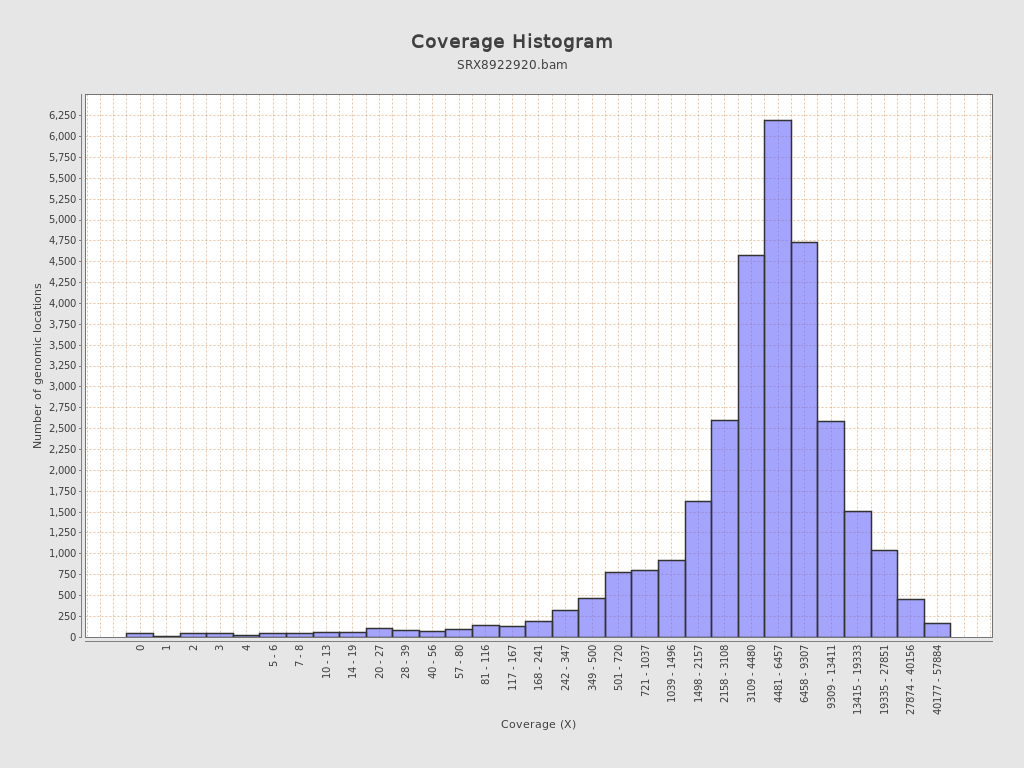 Coverage Histogram
SRX8922920.bam
Number of genomic locations
6,250
6,000
5,750
5,500
5,250
5,000
4,750
4,500
4,250
4,000
3,750
3,500
3,250
3,000
2,750
2,500
2,250
2,000
1,750
1,500
1,250
1,000
750
500
250
0
0
1
2
3
4
5 - 6
7 - 8
10 - 13
14 - 19
20 - 27
28 - 39
40 - 56
57 - 80
81 - 116
117 - 167
168 - 241
242 - 347
349 - 500
501 - 720
721 - 1037
1039 - 1496
1498 - 2157
2158 - 3108
3109 - 4480
4481 - 6457
6458 - 9307
9309 - 13411
13415 - 19333
19335 - 27851
27874 - 40156
40177 - 57884
Coverage (X)